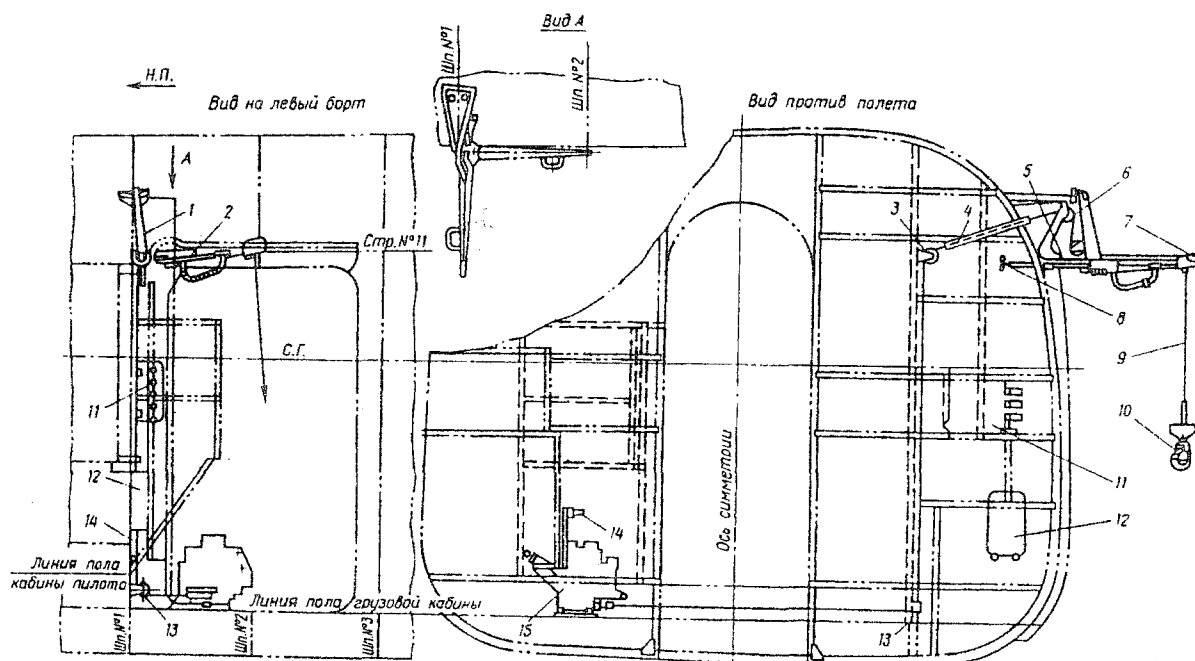 Вид А
Шп.№1
Шп.№2
Н.П.
Вид на левый борт
Вид против полета
А
1
2
Стр.№11
3
4
5
6
7
8
9
10
С.Г.
11
12
14
Линия пола
кабины пилота
13
Линия пола грузовой кабины
Шп.№1
Шп.№2
Шп.№3
Ось симметрии
14
15
13
11
12